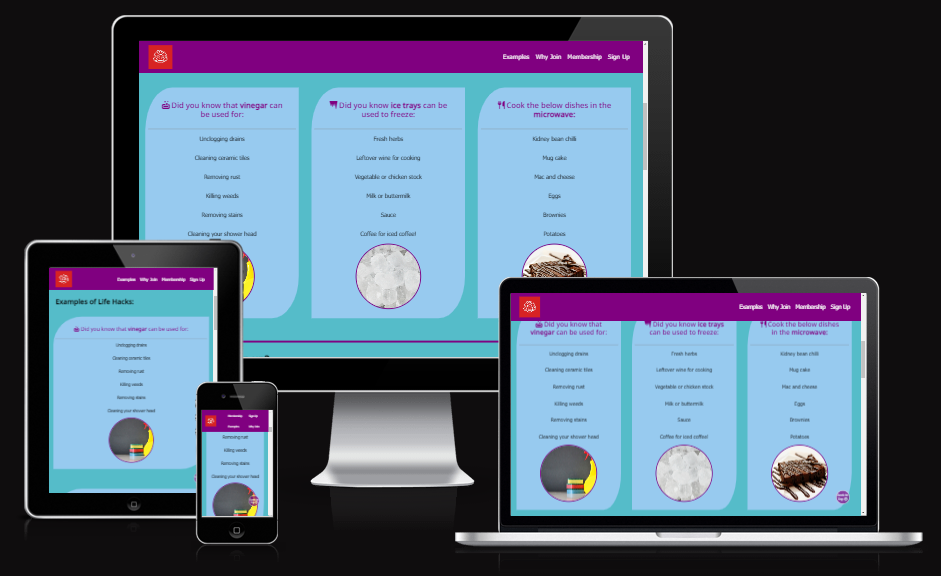 Examples Why Join Membership Sign Up
Did you know that vinegar can
be used for:
Unclogging drains
Cleaning ceramic tiles
Removing rust
Killing weeds
Removing stains
Cleaning your shower head
Did you know ice trays can be
used to freeze:
Fresh herbs
Leftover wine for cooking
Vegetable or chicken stock
Milk or buttermilk
Sauce
Coffee for iced coffee!
Cook the below dishes in the
microwave:
Kidney bean chilli
Mug cake
Mac and cheese
Eggs
Brownies
Potatoes
Examples Why Join Membership Sign Up
Examples of Life Hacks:
Did you know that vinegar can be used for:
Unclogging drains
Cleaning ceramic tiles
Removing rust
Killing weeds
Removing stains
Cleaning your shower head
Membership Sign Up
Examples Why Join
Removing rust
Killing weeds
Removing stains
Cleaning your shower head
Examples Why Join Membership Sign Up
Did you know that
vinegar can be used for:
Unclogging drains
Cleaning ceramic tiles
Removing rust
Killing weeds
Removing stains
Cleaning your shower head
Did you know ice trays
can be used to freeze:
Fresh herbs
Leftover wine for cooking
Vegetable or chicken stock
Milk or buttermilk
Sauce
Coffee for iced coffee!
Cook the below dishes
in the microwave:
Kidney bean chilli
Mug cake
Mac and cheese
Eggs
Brownies
Potatoes